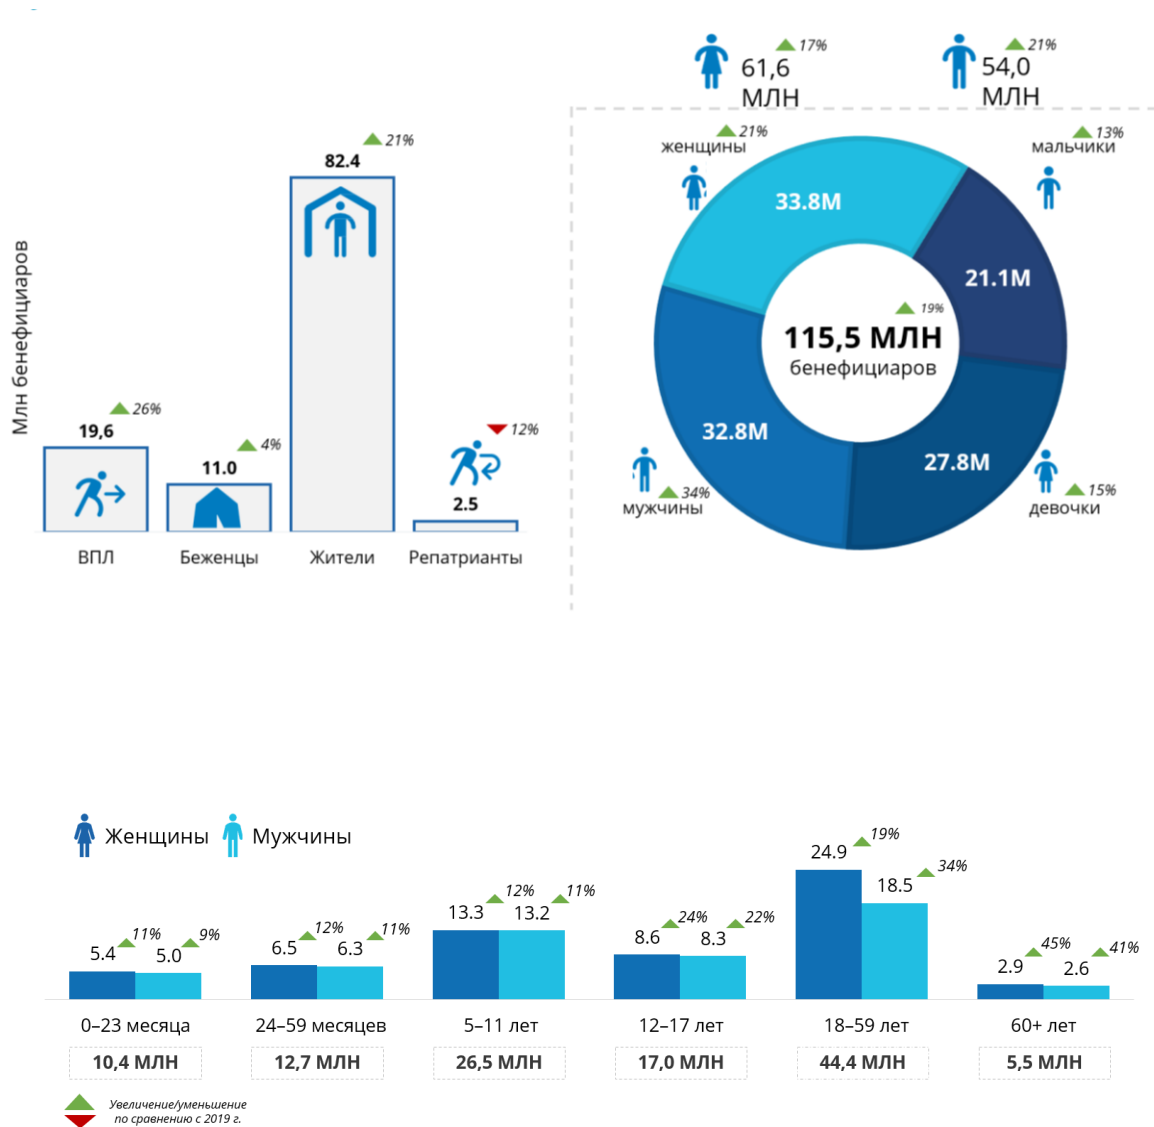 Млн бенефициаров
26%
19,6
ВПЛ
4%
11.0
Беженцы
21%
82.4
Жители
12%
2.5
Репатрианты
17%
61,6
МЛН
21%
54,0
МЛН
21%
женщины
13%
мальчики
33.8M
21.1M
19%
115,5 МЛН
бенефициаров
32.8M
27.8M
34%
мужчины
15%
девочки
Женщины
Мужчины
5.4 11% 5.0 9%
6.5 12% 6.3 11%
13.3 12% 13.2 11%
8.6 24% 8.3 22%
24.9 19% 18.5 34%
2.9 45% 2.6 41%
0–23 месяца
24–59 месяцев
5–11 лет
12–17 лет
18–59 лет
60+ лет
10,4 МЛН
12,7 МЛН
26,5 МЛН
17,0 МЛН
44,4 МЛН
5,5 МЛН
Увеличение/уменьшение
по сравнению с 2019 г.